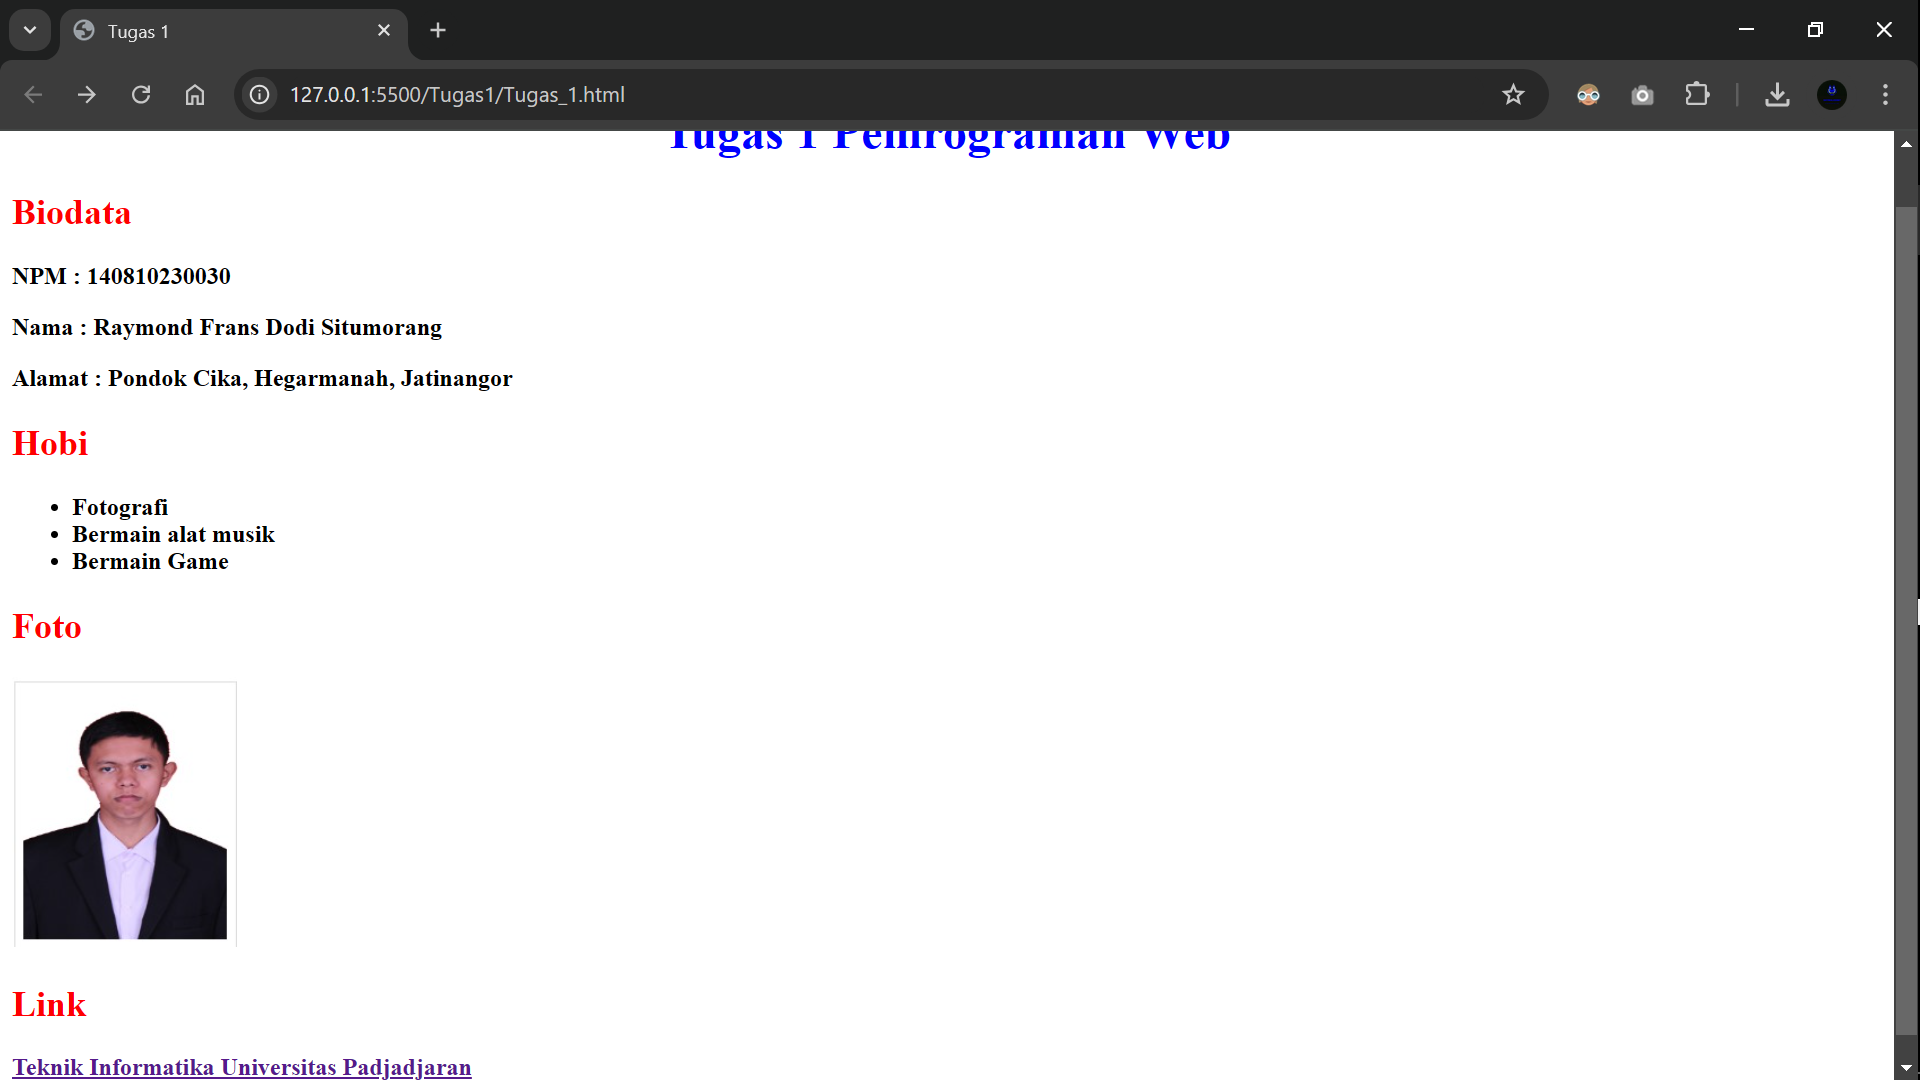 Tugas 1
127.0.0.1:5500/Tugas1/Tugas_1.html
Tugas 1 Pemrograman Web
Biodata
NPM : 140810230030
Nama : Raymond Frans Dodi Situmorang
Alamat : Pondok Cika, Hegarmanah, Jatinangor
Hobi
• Fotografi
• Bermain alat musik
• Bermain Game
Foto
Link
Teknik Informatika Universitas Padjadjaran